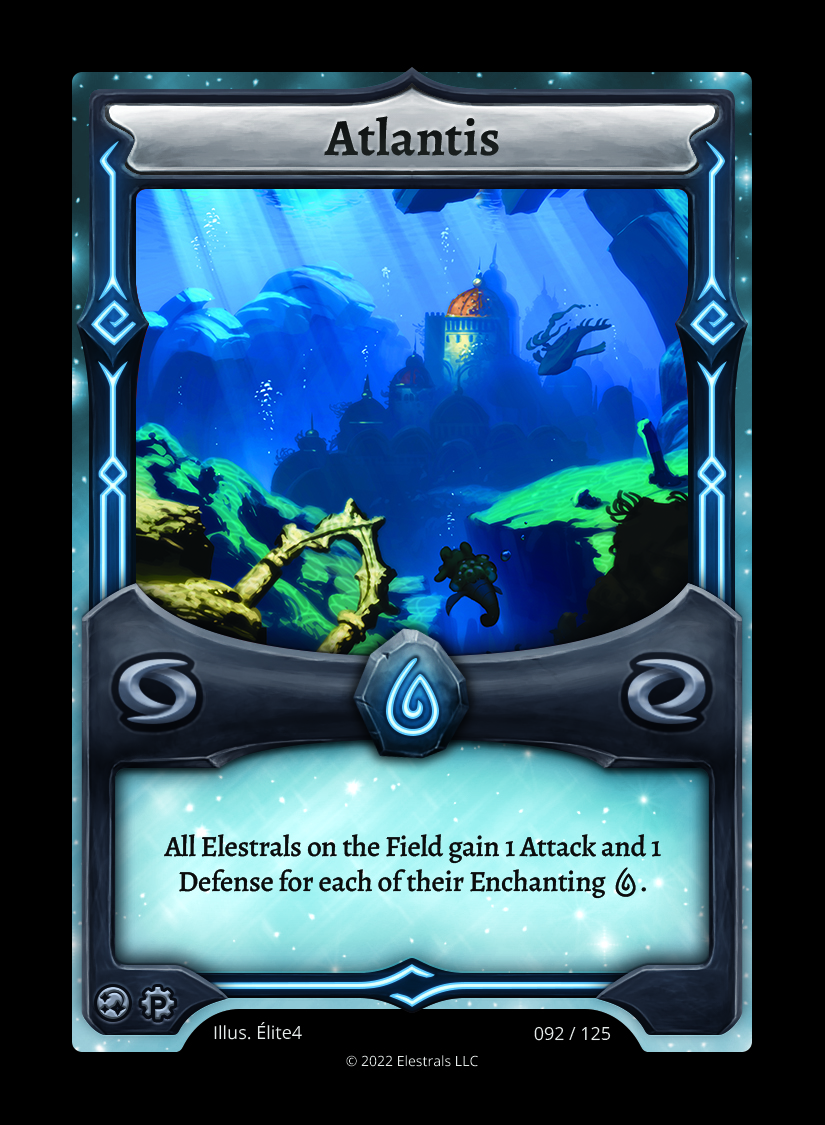 Atlantis
All Elestrals on the Field gain 1 Attack and 1
Defense for each of their Enchanting .
P
Illus. Élite4
092 / 125
© 2022 Elestrals LLC